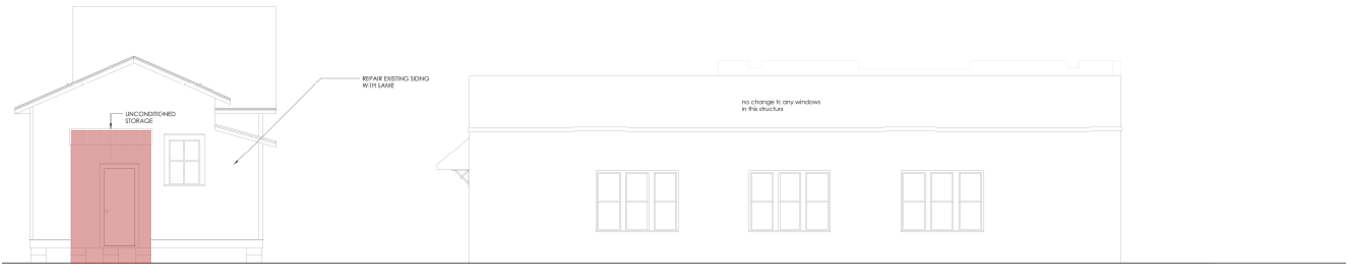 REPAIR EXISTING SIDING
WITH SAME
UNCONDITIONED
STORAGE
no change to any windows
in this structure